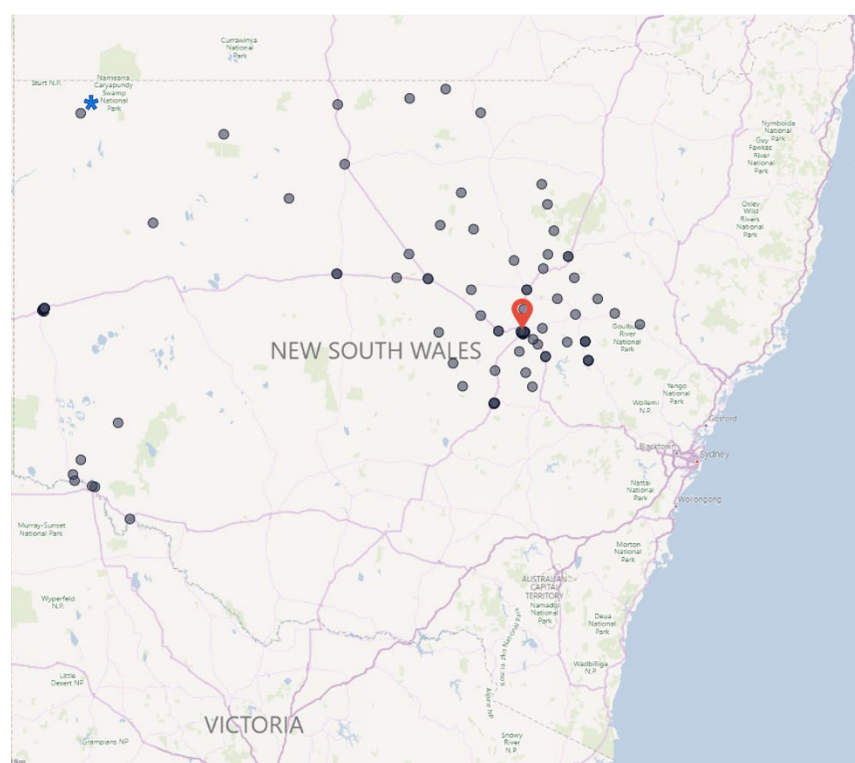 Currawinya
National
Park
Sturt N.P.
Narriearra
Caryapundy
Swamp
National
Park
Nymboida
National
Park
Guy
Fawkes
River
National
Park
Oxley
Wild
Rivers
National
Park
Goulburn
River
National
Park
NEW SOUTH WALES
Yengo
National
Park
Wollemi
N.P.
Gosford
Blacktown
Sydney
Nattai
National
Park
Wollongong
Murray-Sunset
National Park
Morton
National
Park
AUSTRALIAN
CAPITAL
TERRITORY
Namadgi
National
Park
Deua
National
Park
Wyperfeld
N.P.
Wadbilliga
N.P.
Little
Desert N.P.
Alpine NP
VICTORIA
Snowy
River
N.P.
Grampians NP